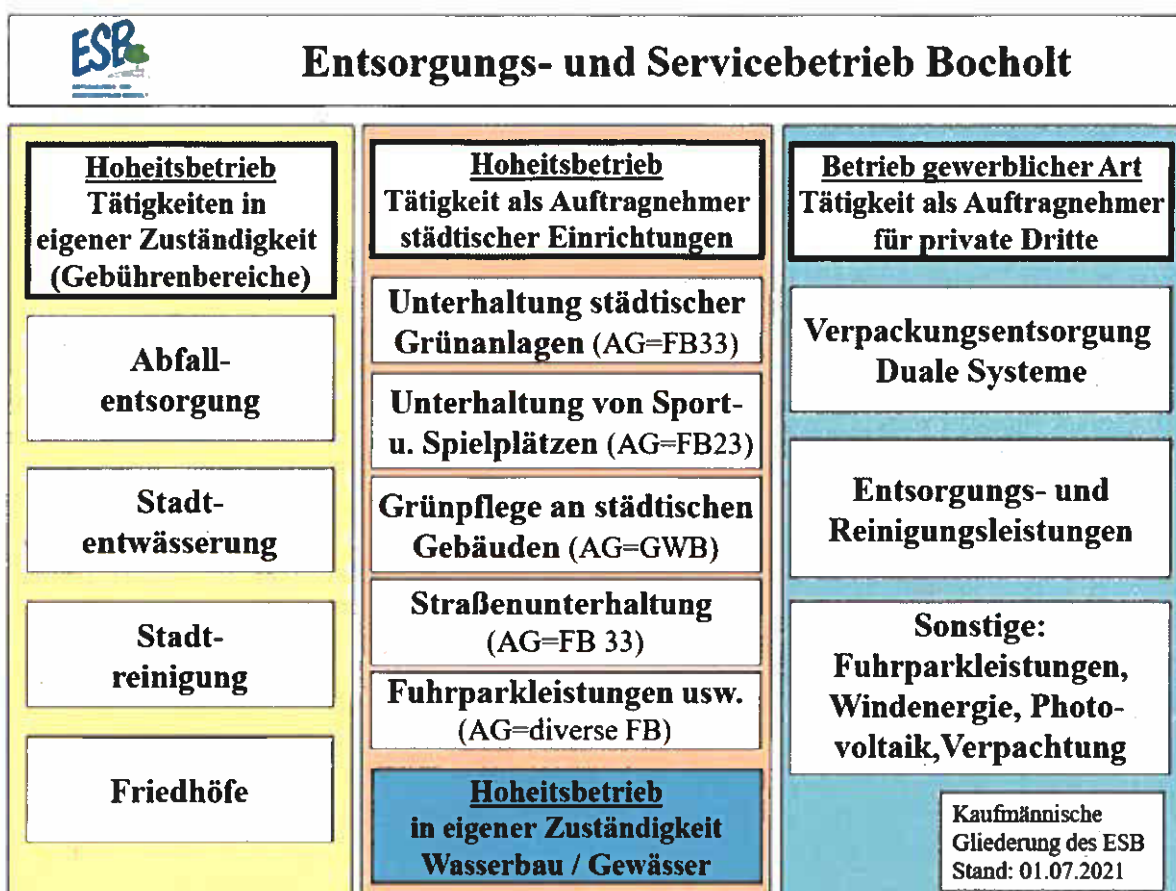 ESB
Entsorgungs- und Servicebetrieb Bocholt
Hoheitsbetrieb
Tätigkeiten in
eigener Zuständigkeit
(Gebührenbereiche)
Abfall-
entsorgung
Stadt-
entwässerung
Stadt-
reinigung
Friedhöfe
Hoheitsbetrieb
Tätigkeit als Auftragnehmer
städtischer Einrichtungen
Unterhaltung städtischer
Grünanlagen (AG=FB33)
Unterhaltung von Sport-
u. Spielplätzen (AG=FB23)
Grünpflege an städtischen
Gebäuden (AG=GWB)
Straßenunterhaltung
(AG=FB 33)
Fuhrparkleistungen usw.
(AG=diverse FB)
Hoheitsbetrieb
in eigener Zuständigkeit
Wasserbau / Gewässer
Betrieb gewerblicher Art
Tätigkeit als Auftragnehmer
für private Dritte
Verpackungsentsorgung
Duale Systeme
Entsorgungs- und
Reinigungsleistungen
Sonstige:
Fuhrparkleistungen,
Windenergie, Photo-
voltaik,Verpachtung
Kaufmännische
Gliederung des ESB
Stand: 01.07.2021